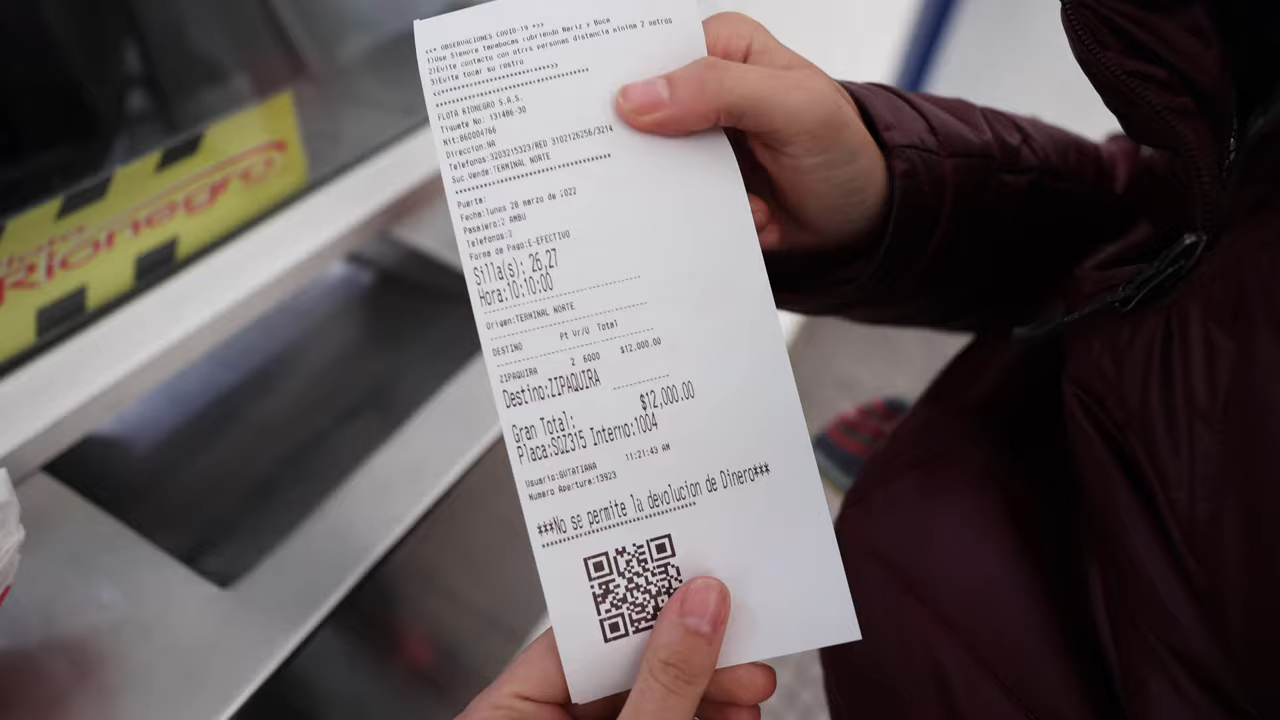 <<* OBSERVACIONES COVID-19 *>>
1)Use Siempre tapabocas cubriendo Nariz y Boca
2)Evite contacto con otras personas distancia minima 2 metros
3)Evite tocar su rostro
FLOTA RIONEGRO S.A.S.
Tiquete No: 131486-30
Nit:860004766
Direccion:NA
Telefonos:3203215323/RED 3102126256/3214
Suc.Vende:TERMINAL NORTE
Puerta:
Fecha:lunes 28 marzo de 2022
Pasajero:2 AMBU
Telefonos:2
Forma de Pago:E-EFECTIVO
Silla(s): 26,27
Hora:10:10:00
Origen:TERMINAL NORTE
DESTINO Pt Vr/U Total
ZIPAQUIRA 2 6000 $12,000.00
Destino:ZIPAQUIRA
Gran Total: $12,000.00
Placa:SQZ315 Interno:1004
Usuario:GVTATIANA 11:21:43 AM
Numero Apertura:13923
***No se permite la devolucion de Dinero***
Rionegro